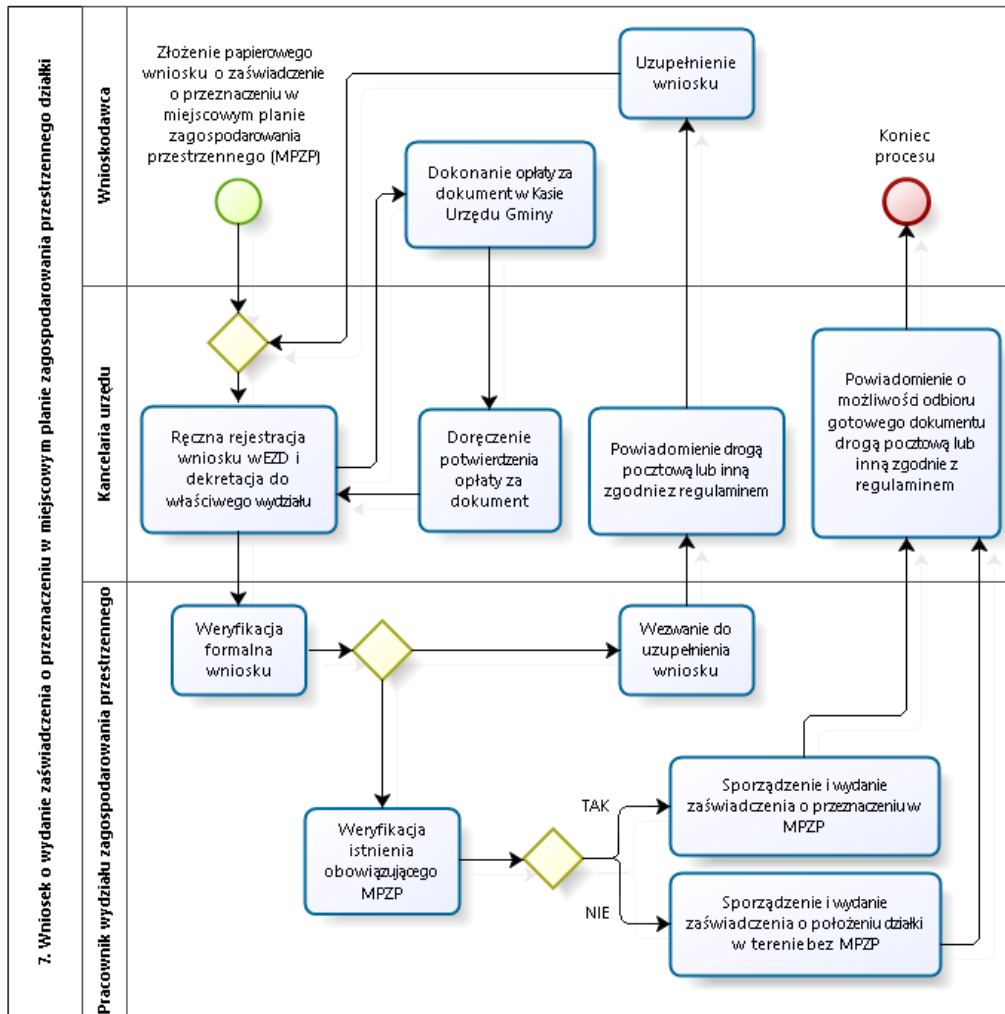 7. Wniosek o wydanie zaświadczenia o przeznaczeniu w miejscowym planie zagospodarowania przestrzennego działki
Wnioskodawca
Złożenie papierowego
wniosku o zaświadczenie
o przeznaczeniu w
miejscowym planie
zagospodarowania
przestrzennego (MPZP)
Dokonanie opłaty za
dokument w Kasie
Urzędu Gminy
Uzupełnienie
wniosku
Koniec
procesu
Kancelaria urzędu
Ręczna rejestracja
wniosku w EZD i
dekretacja do
właściwego wydziału
Doręczenie
potwierdzenia
opłaty za
dokument
Powiadomienie drogą
pocztową lub inną
zgodnie z regulaminem
Powiadomienie o
możliwości odbioru
gotowego dokumentu
drogą pocztową lub
inną zgodnie z
regulaminem
Pracownik wydziału zagospodarowania przestrzennego
Weryfikacja
formalna
wniosku
Wezwanie do
uzupełnienia
wniosku
Weryfikacja
istnienia
obowiązującego
MPZP
TAK
Sporządzenie i wydanie
zaświadczenia o przeznaczeniu w
MPZP
NIE
Sporządzenie i wydanie
zaświadczenia o położeniu działki
w terenie bez MPZP